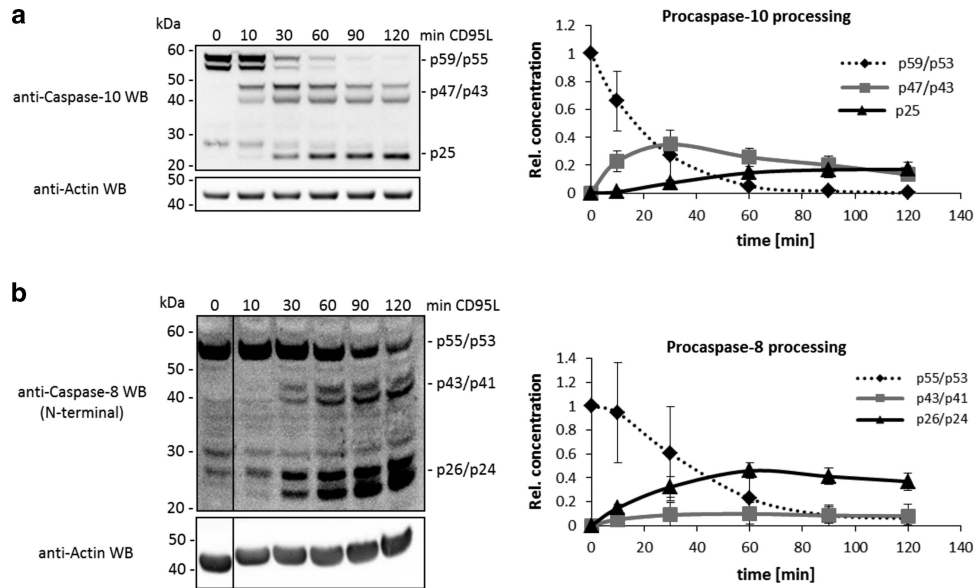 a
kDa
0 10 30 60 90 120 min CD95L
60 -
50 -
40 -
30 -
20 -
anti-Caspase-10 WB
- p59/p55
- p47/p43
- p25
anti-Actin WB
50 -
40 -
Procaspase-10 processing
Rel. concentration
1.2
1
0.8
0.6
0.4
0.2
0
p59/p53
p47/p43
p25
0 20 40 60 80 100 120 140
time [min]
b
kDa
0 10 30 60 90 120 min CD95L
60 -
50 -
40 -
30 -
20 -
anti-Caspase-8 WB
(N-terminal)
- p55/p53
- p43/p41
- p26/p24
anti-Actin WB
50 -
40 -
Procaspase-8 processing
Rel. concentration
1.4
1.2
1
0.8
0.6
0.4
0.2
0
p55/p53
p43/p41
p26/p24
0 20 40 60 80 100 120 140
time [min]